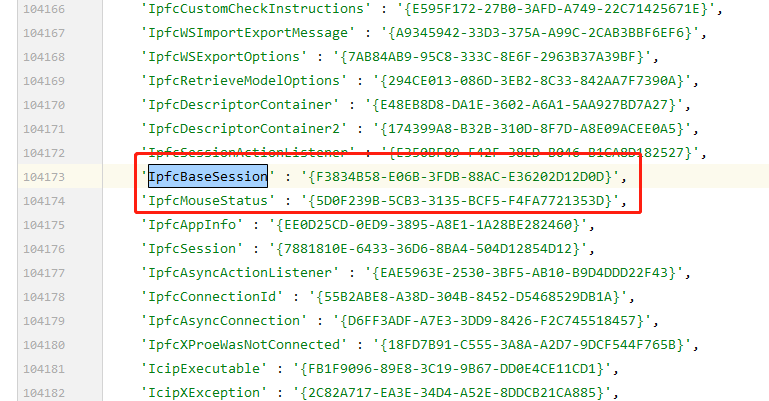 104166 'IpfcCustomCheckInstructions' : '{E595F172-27B0-3AFD-A749-22C71425671E}',
104167 'IpfcWSImportExportMessage' : '{A9345942-33D3-375A-A99C-2CAB3BBF6EF6}',
104168 'IpfcWSExportOptions' : '{7AB84AB9-95C8-333C-8E6F-2963B37A39BF}',
104169 'IpfcRetrieveModelOptions' : '{294CE013-086D-3EB2-8C33-842AA7F7390A}',
104170 'IpfcDescriptorContainer' : '{E48EB8D8-DA1E-3602-A6A1-5AA927BD7A27}',
104171 'IpfcDescriptorContainer2' : '{174399A8-B32B-310D-8F7D-A8E09ACEE0A5}',
104172 'IpfcSessionActionListener' :
104173 'IpfcBaseSession' : '{F3834B58-E06B-3FDB-88AC-E36202D12D0D}',
104174 'IpfcMouseStatus' : '{5D0F239B-5CB3-3135-BCF5-F4FA7721353D}',
104175 'IpfcAppInfo' : '{EE0D25CD-0ED9-3895-A8E1-1A28BE282460}',
104176 'IpfcSession' : '{7881810E-6433-36D6-8BA4-504D12854D12}',
104177 'IpfcAsyncActionListener' : '{EAE5963E-2530-3BF5-AB10-B9D4DDD22F43}',
104178 'IpfcConnectionId' : '{55B2ABE8-A38D-304B-8452-D5468529DB1A}',
104179 'IpfcAsyncConnection' : '{D6FF3ADF-A7E3-3DD9-8426-F2C745518457}',
104180 'IpfcXProeWasNotConnected' : '{18FD7B91-C555-3A8A-A2D7-9DCF544F765B}',
104181 'IcipExecutable' : '{FB1F9096-89E8-3C19-9B67-DD0E4CE11CD1}',
104182 'IcipXException' : '{2C82A717-EA3E-34D4-A52E-8DDCB21CA885}',